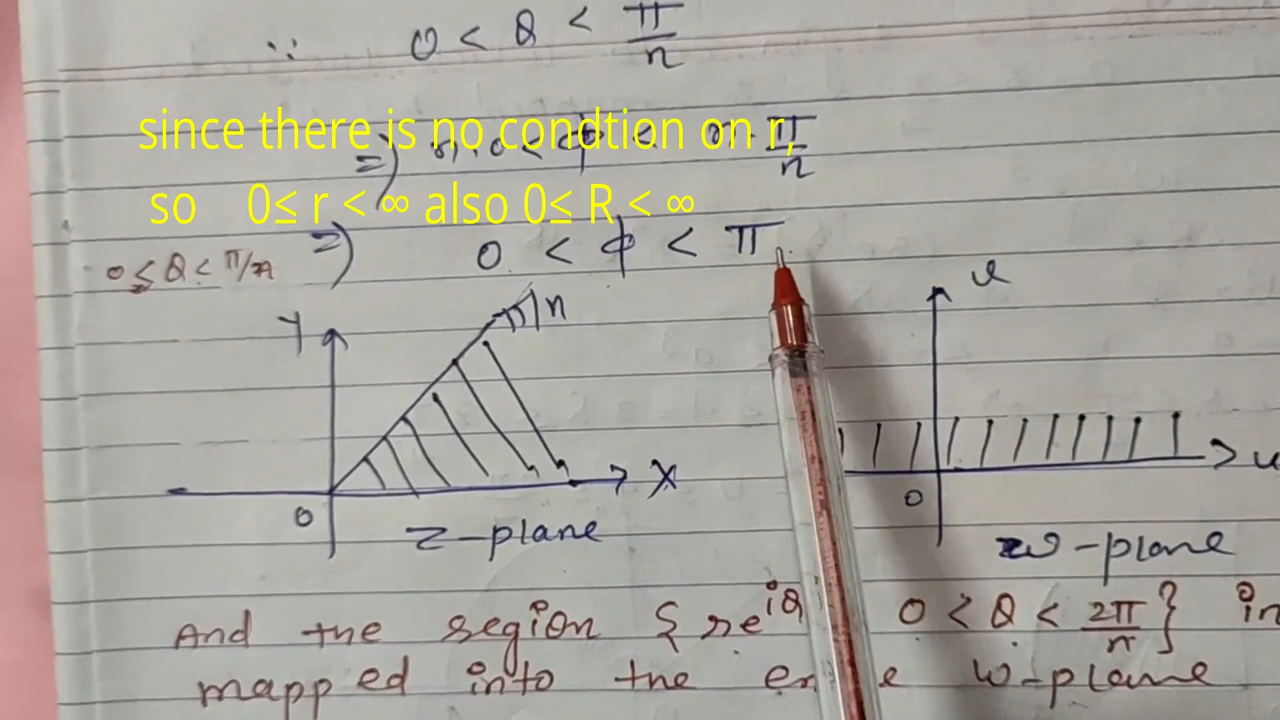 ∵ 0 < θ < π/n
since there is no condtion on r,
=) n.0 < ϕ < n.π/n
so 0≤ r < ∞ also 0≤ R < ∞
=) 0 < ϕ < π
0 ≤ θ < π/n
π/n
Y
X
0
z-plane
v
u
0
w-plane
And the region {re^iθ 0 < θ < 2π/n} in
mapped into the w-plane